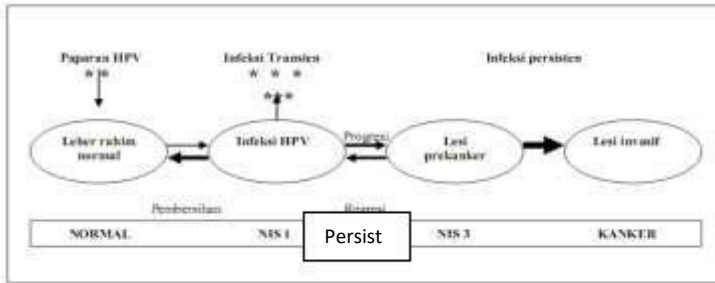 Paparan HPV
* *
Infeksi Transien
* * *
***
Infeksi persisten
Leher rahim
normal
Infeksi HPV
Progresi
Lesi
prekanker
Lesi invasif
Pembersihan
Regresi
NORMAL
NIS 1
Persist
NIS 3
KANKER